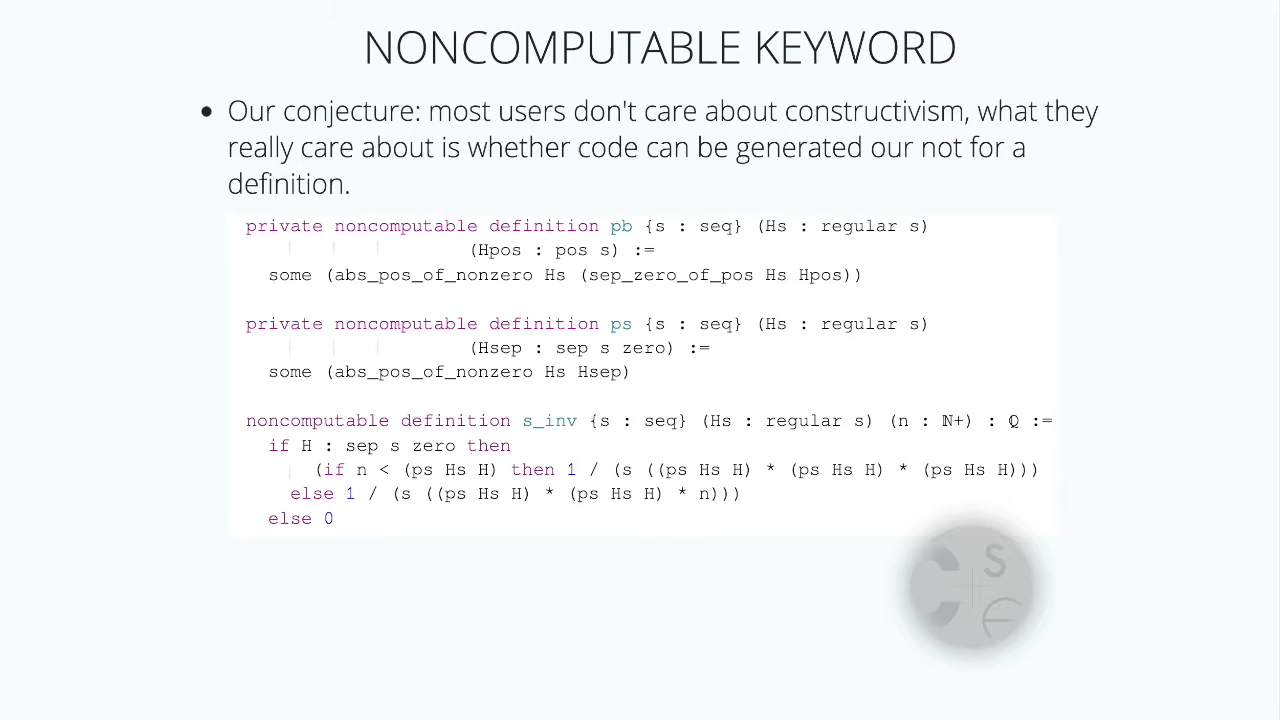 NONCOMPUTABLE KEYWORD
• Our conjecture: most users don't care about constructivism, what they
really care about is whether code can be generated our not for a
definition.
private noncomputable definition pb {s : seq} (Hs : regular s)
(Hpos : pos s) :=
some (abs_pos_of_nonzero Hs (sep_zero_of_pos Hs Hpos))
private noncomputable definition ps {s : seq} (Hs : regular s)
(Hsep : sep s zero) :=
some (abs_pos_of_nonzero Hs Hsep)
noncomputable definition s_inv {s : seq} (Hs : regular s) (n : ℕ+) : ℚ :=
if H : sep s zero then
(if n < (ps Hs H) then 1 / (s ((ps Hs H) * (ps Hs H) * (ps Hs H)))
else 1 / (s ((ps Hs H) * (ps Hs H) * n)))
else 0